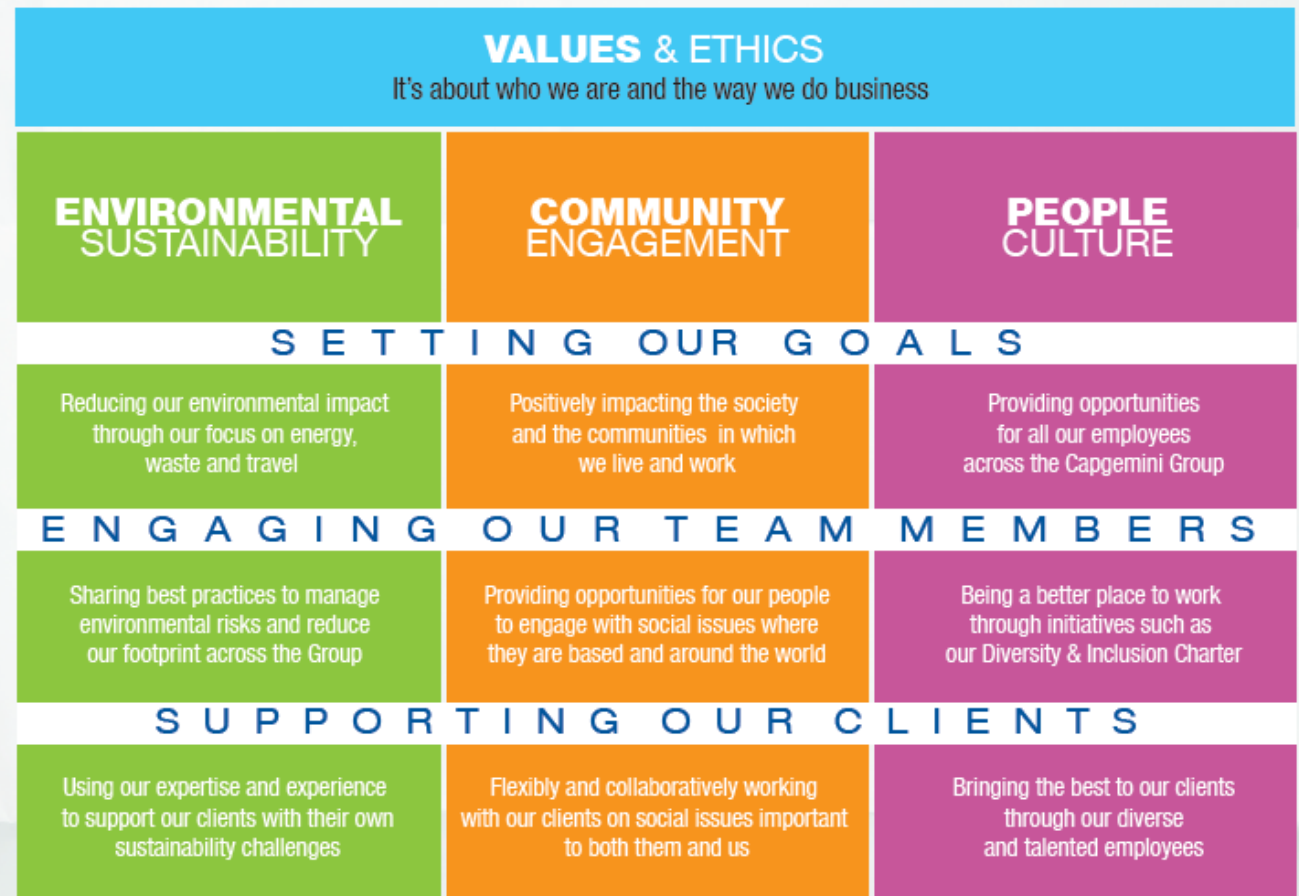 VALUES & ETHICS
It's about who we are and the way we do business
ENVIRONMENTAL
SUSTAINABILITY
COMMUNITY
ENGAGEMENT
PEOPLE
CULTURE
SETTING OUR GOALS
Reducing our environmental impact
through our focus on energy,
waste and travel
Positively impacting the society
and the communities in which
we live and work
Providing opportunities
for all our employees
across the Capgemini Group
ENGAGING OUR TEAM MEMBERS
Sharing best practices to manage
environmental risks and reduce
our footprint across the Group
Providing opportunities for our people
to engage with social issues where
they are based and around the world
Being a better place to work
through initiatives such as
our Diversity & Inclusion Charter
SUPPORTING OUR CLIENTS
Using our expertise and experience
to support our clients with their own
sustainability challenges
Flexibly and collaboratively working
with our clients on social issues important
to both them and us
Bringing the best to our clients
through our diverse
and talented employees